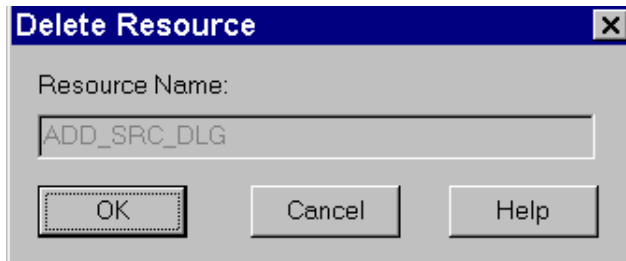 Delete Resource
Resource Name:
ADD_SRC_DLG
OK Cancel Help